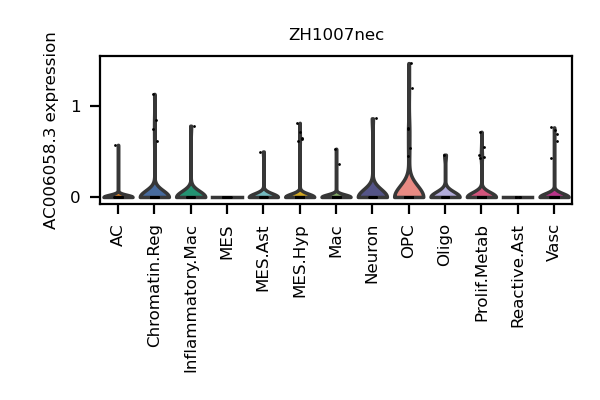 ZH1007nec
AC006058.3 expression
1
0
AC
Chromatin.Reg
Inflammatory.Mac
MES
MES.Ast
MES.Hyp
Mac
Neuron
OPC
Oligo
Prolif.Metab
Reactive.Ast
Vasc